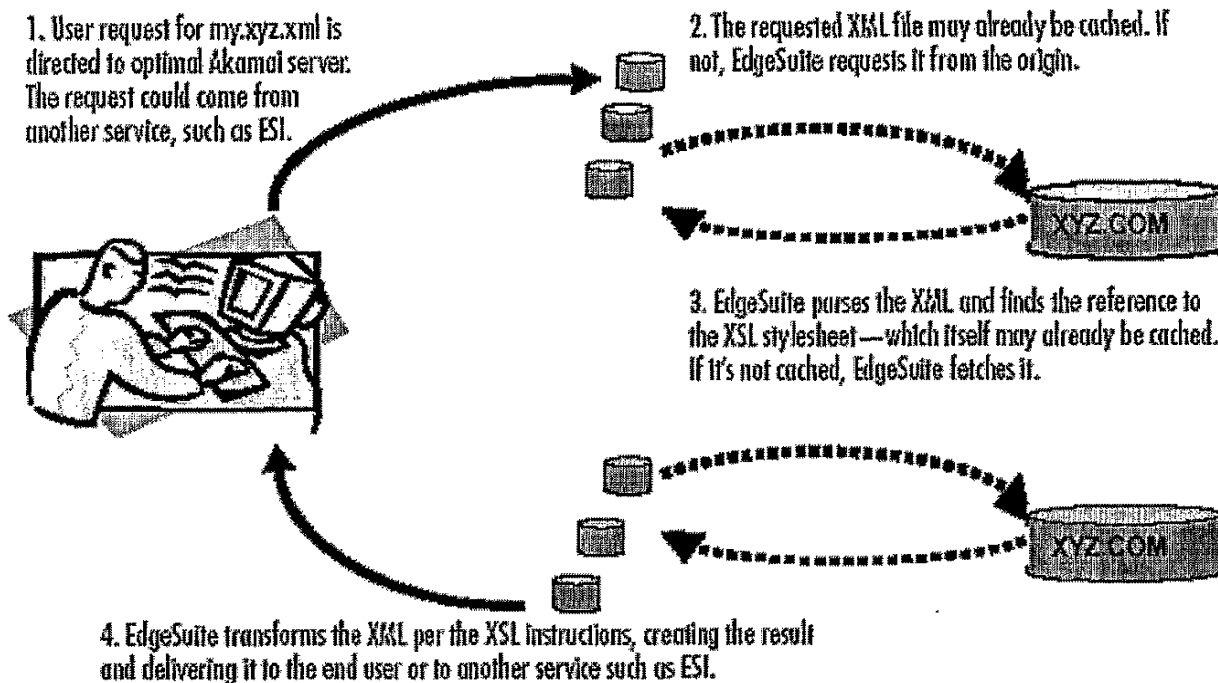 1. User request for my.xyz.xml is
directed to optimal Akamai server.
The request could come from
another service, such as ESI.
2. The requested XML file may already be cached. If
not, EdgeSuite requests it from the origin.
XYZ.COM
3. EdgeSuite parses the XML and finds the reference to
the XSL stylesheet—which itself may already be cached.
If it's not cached, EdgeSuite fetches it.
XYZ.COM
4. EdgeSuite transforms the XML per the XSL instructions, creating the result
and delivering it to the end user or to another service such as ESI.